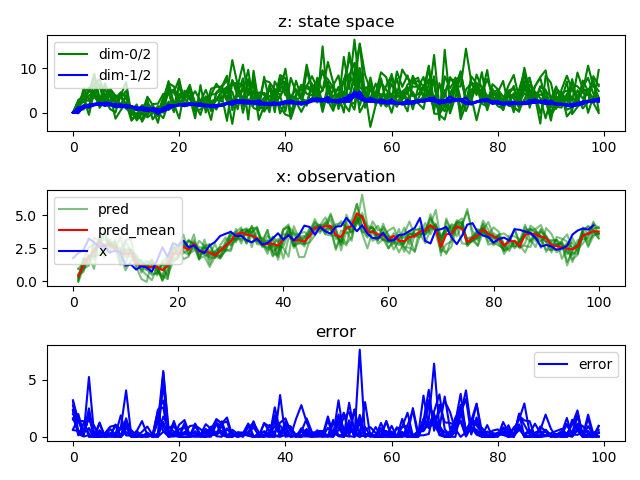 z: state space
dim-0/2
dim-1/2
10
0
0 20 40 60 80 100
x: observation
pred
pred_mean
x
5.0
2.5
0.0
0 20 40 60 80 100
error
error
5
0
0 20 40 60 80 100